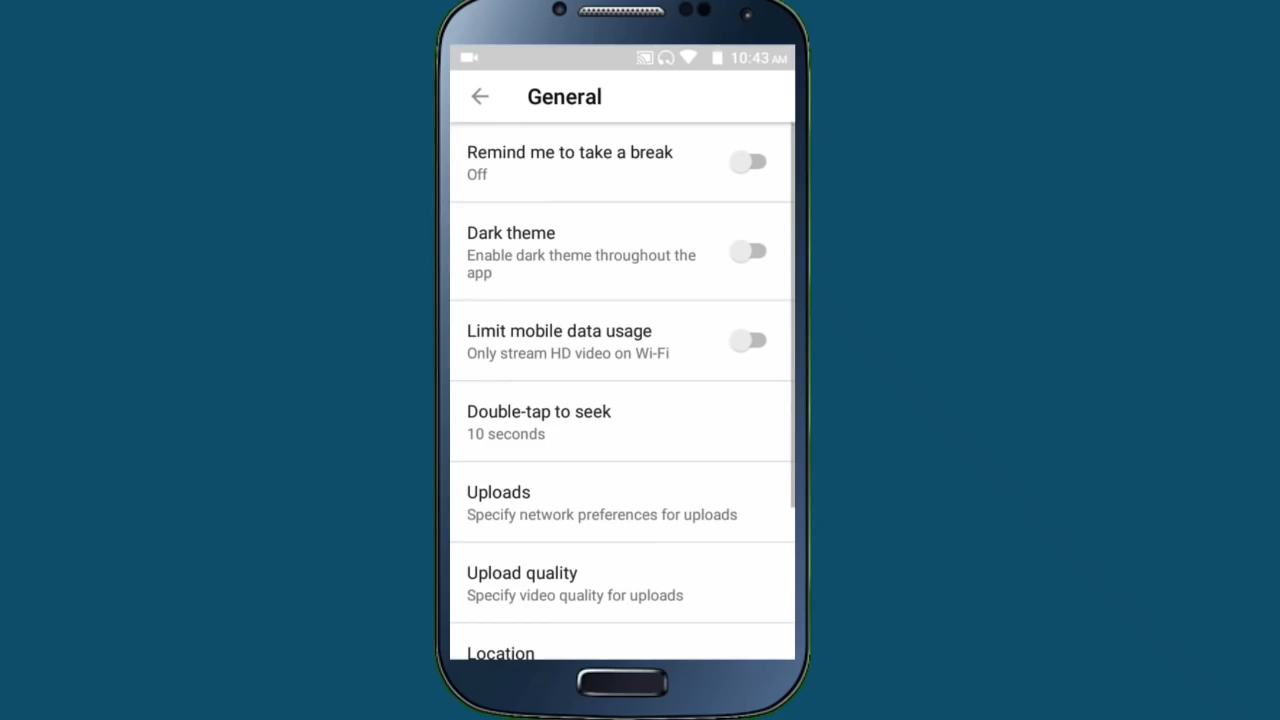 10:43 AM
General
Remind me to take a break
Off
Dark theme
Enable dark theme throughout the
app
Limit mobile data usage
Only stream HD video on Wi-Fi
Double-tap to seek
10 seconds
Uploads
Specify network preferences for uploads
Upload quality
Specify video quality for uploads
Location